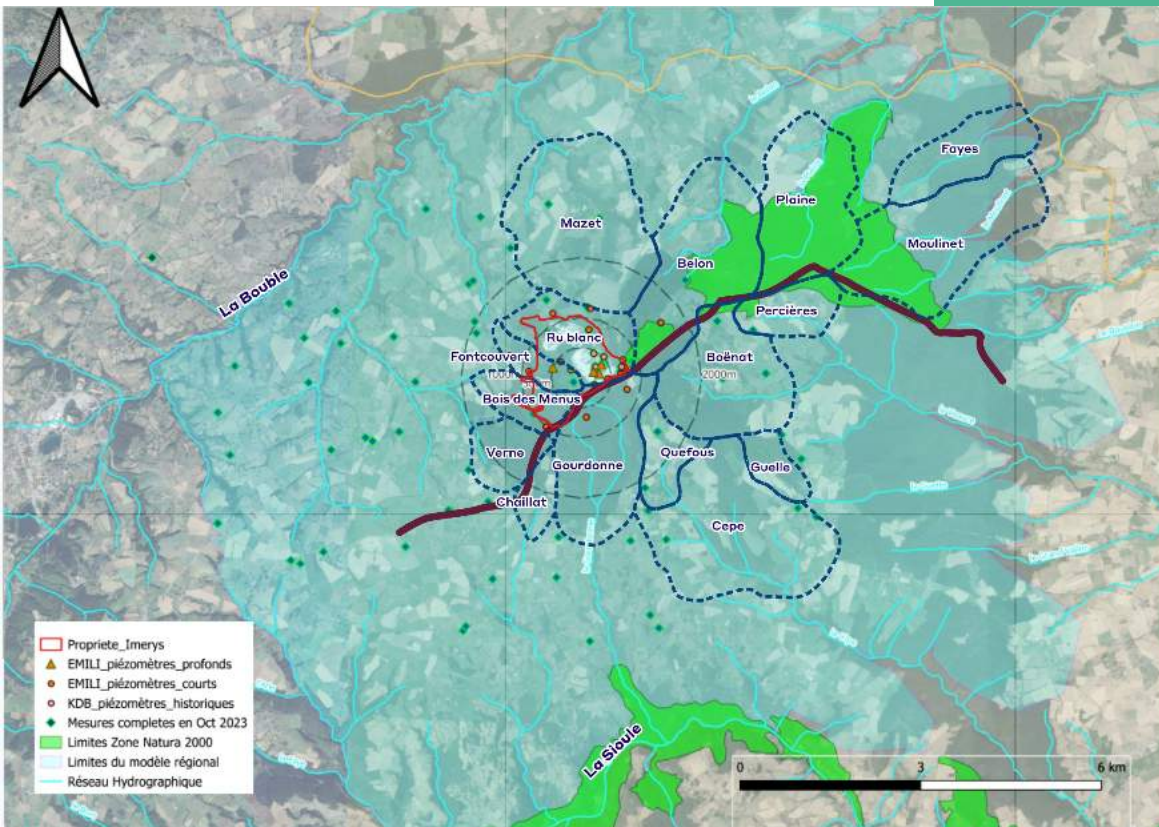 Fayes
Plaine
Mazet
Moulinet
Belon
La Bouble
Percières
Ru blanc
Fontcouvert
Boënat
1000m
2000m
Bois des Menus
Verne
Gourdonne
Quefous
Guelle
Chaillat
Cepe
La Sioule
Propriete_Imerys
EMILI_piézomètres_profonds
EMILI_piézomètres_courts
KDB_piézomètres_historiques
Mesures completes en Oct 2023
Limites Zone Natura 2000
Limites du modèle régional
Réseau Hydrographique
0 3 6 km